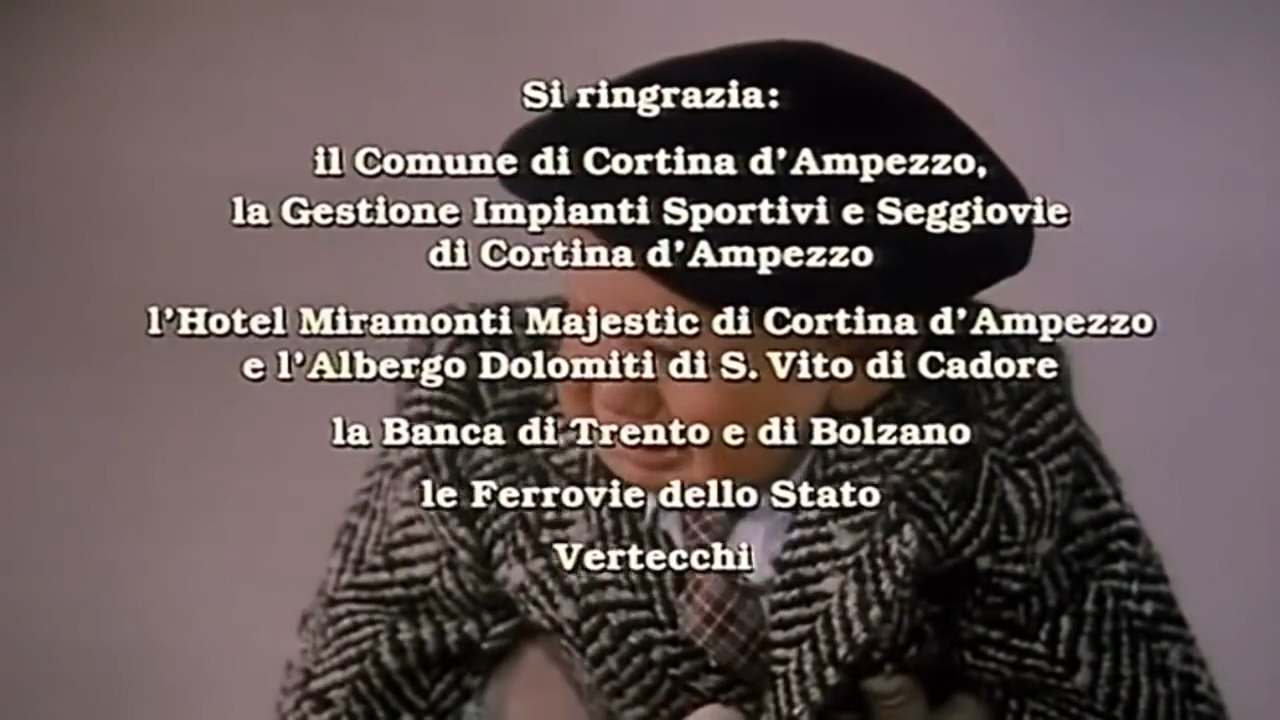 Si ringrazia:
il Comune di Cortina d'Ampezzo,
la Gestione Impianti Sportivi e Seggiovie
di Cortina d'Ampezzo
l'Hotel Miramonti Majestic di Cortina d'Ampezzo
e l'Albergo Dolomiti di S. Vito di Cadore
la Banca di Trento e di Bolzano
le Ferrovie dello Stato
Vertecchi